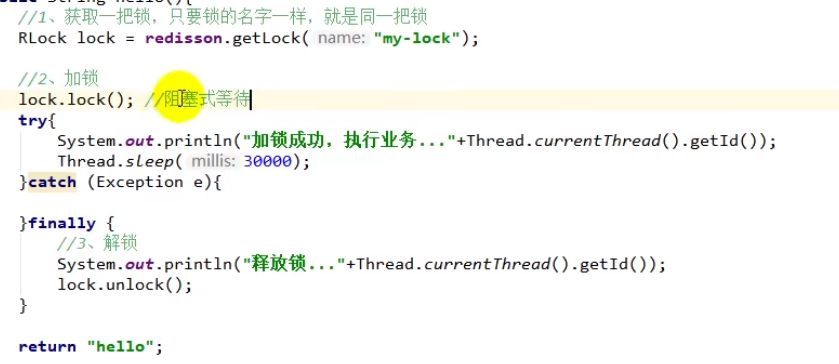 String hello(){
//1、获取一把锁，只要锁的名字一样，就是同一把锁
RLock lock = redisson.getLock( name: "my-lock");
//2、加锁
lock.lock(); //阻塞式等待
try{
System.out.println("加锁成功，执行业务..."+Thread.currentThread().getId());
Thread.sleep( millis: 30000);
}catch (Exception e){
}finally {
//3、解锁
System.out.println("释放锁..."+Thread.currentThread().getId());
lock.unlock();
}
return "hello";